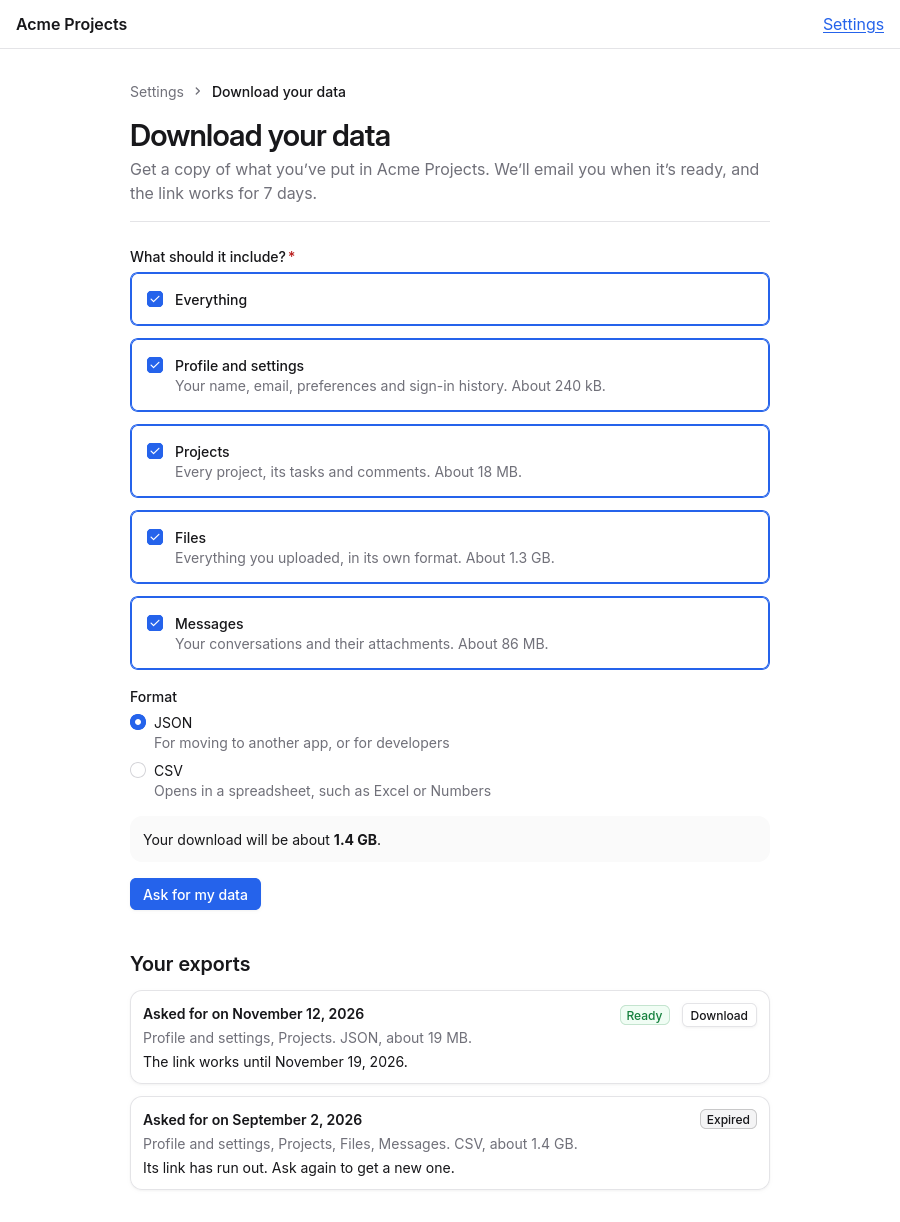 Acme Projects
Settings
Settings
Download your data
Download your data
Get a copy of what you’ve put in Acme Projects. We’ll email you when it’s ready, and
the link works for 7 days.
What should it include? *
Everything
Profile and settings
Your name, email, preferences and sign-in history. About 240 kB.
Projects
Every project, its tasks and comments. About 18 MB.
Files
Everything you uploaded, in its own format. About 1.3 GB.
Messages
Your conversations and their attachments. About 86 MB.
Format
JSON
For moving to another app, or for developers
CSV
Opens in a spreadsheet, such as Excel or Numbers
Your download will be about 1.4 GB.
Ask for my data
Your exports
Asked for on November 12, 2026
Ready
Download
Profile and settings, Projects. JSON, about 19 MB.
The link works until November 19, 2026.
Asked for on September 2, 2026
Expired
Profile and settings, Projects, Files, Messages. CSV, about 1.4 GB.
Its link has run out. Ask again to get a new one.